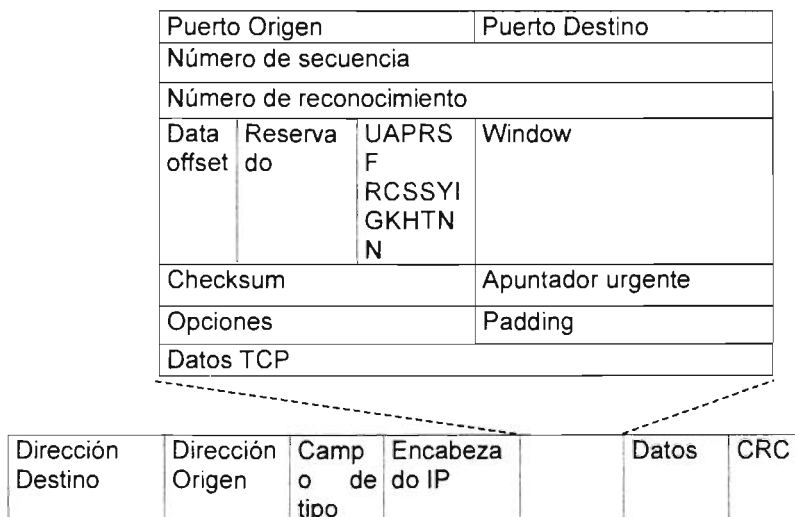 Puerto Origen Puerto Destino
Número de secuencia
Número de reconocimiento
Data Reserva UAPRS Window
offset do F
RCSSYI
GKHTN
N
Checksum Apuntador urgente
Opciones Padding
Datos TCP
Dirección Dirección Camp Encabeza Datos CRC
Destino Origen o de do IP
tipo